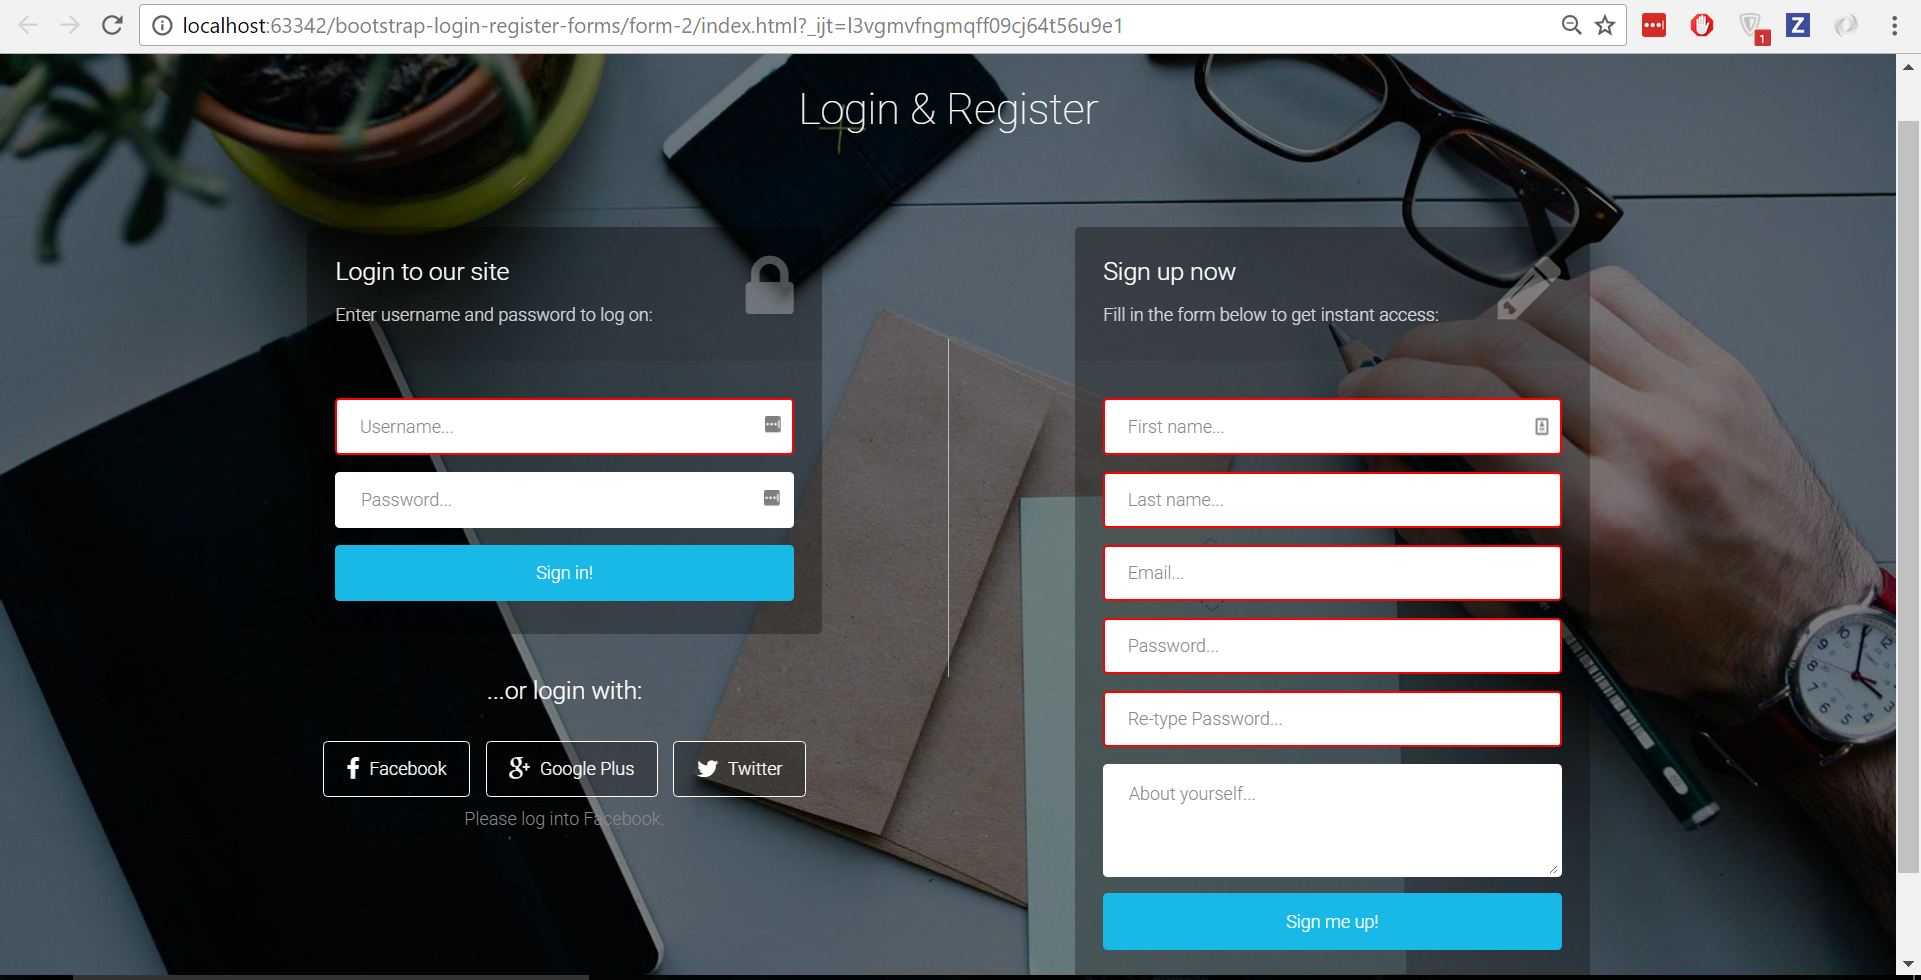 localhost:63342/bootstrap-login-register-forms/form-2/index.html?_ijt=l3vgmvfngmqff09cj64t56u9e1
1
Z
Login & Register
Login to our site
Enter username and password to log on:
Username...
Password...
Sign in!
...or login with:
Facebook
Google Plus
Twitter
Please log into Facebook.
Sign up now
Fill in the form below to get instant access:
First name...
Last name...
Email...
Password...
Re-type Password...
About yourself...
Sign me up!